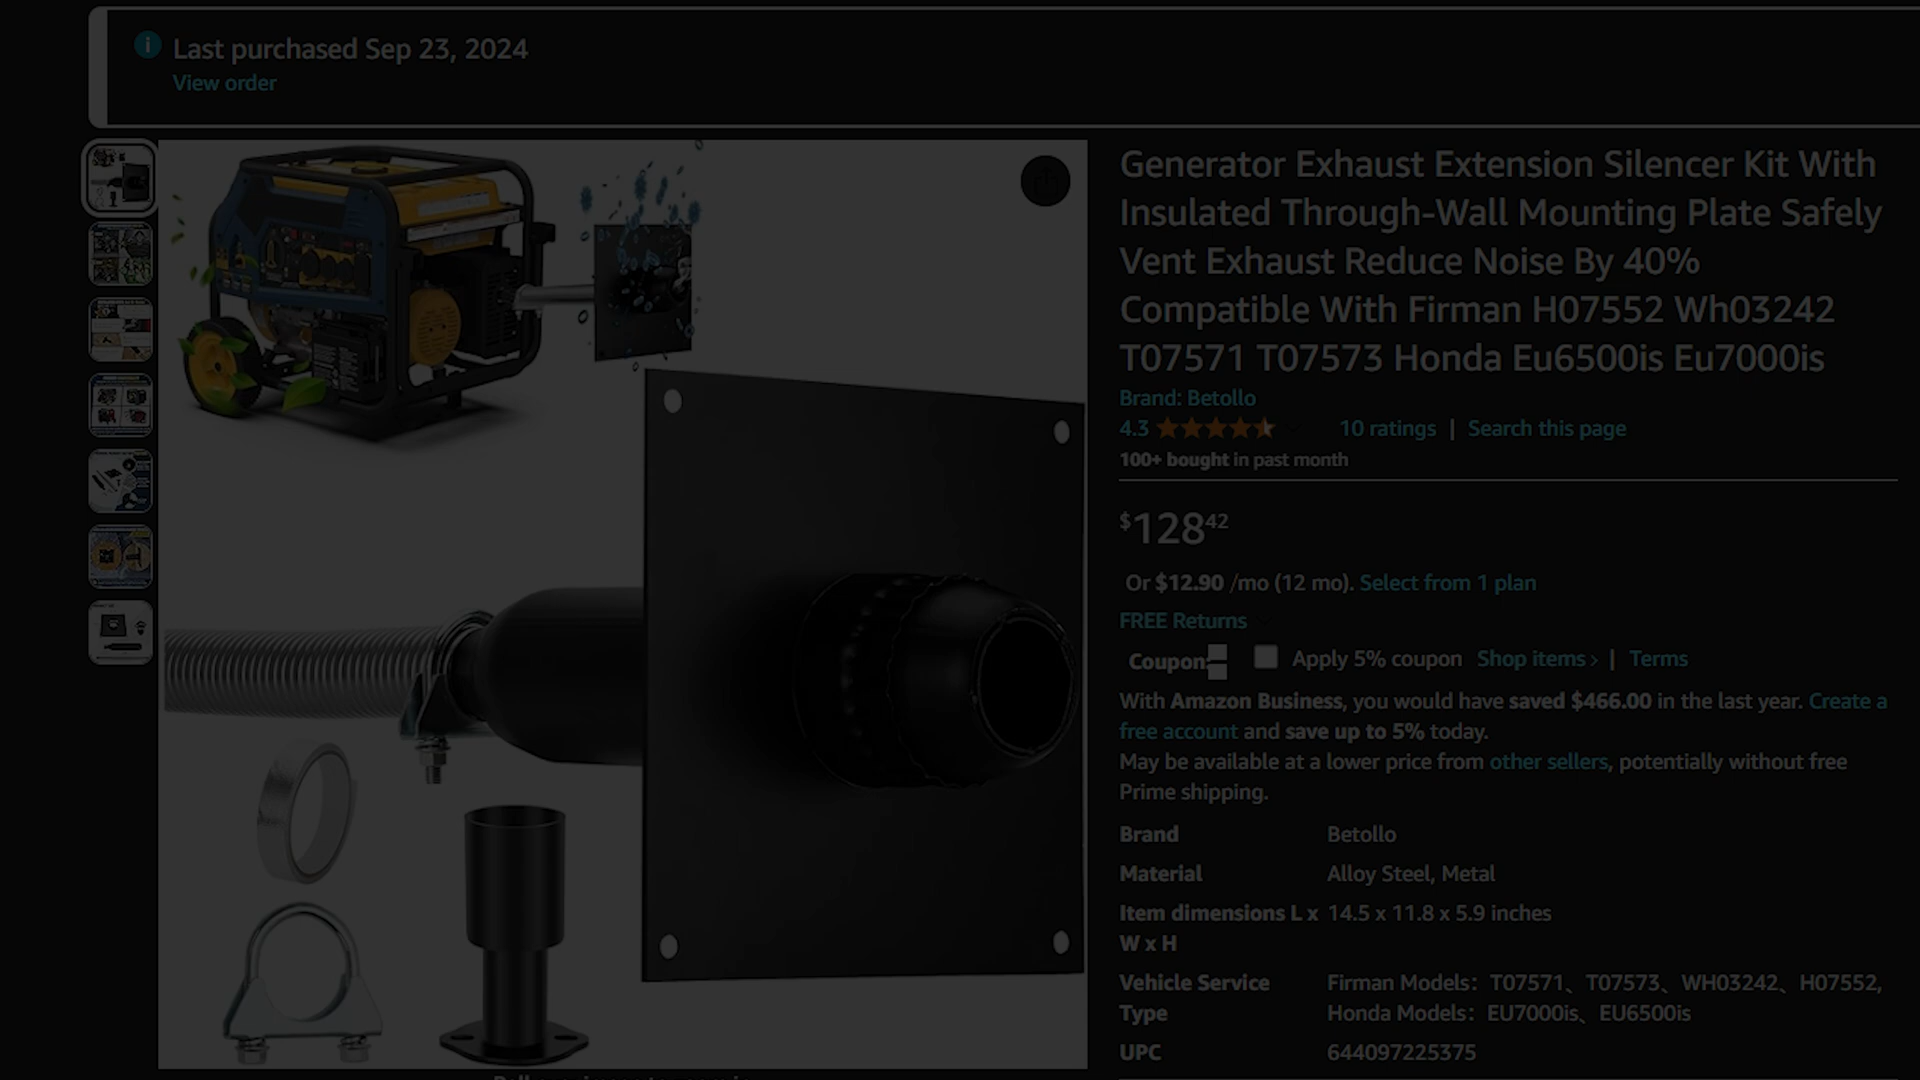 Last purchased Sep 23, 2024
View order
Generator Exhaust Extension Silencer Kit With
Insulated Through-Wall Mounting Plate Safely
Vent Exhaust Reduce Noise By 40%
Compatible With Firman H07552 Wh03242
T07571 T07573 Honda Eu6500is Eu7000is
Brand: Betollo
4.3 10 ratings | Search this page
100+ bought in past month
$12842
Or $12.90 /mo (12 mo). Select from 1 plan
FREE Returns
Coupon: Apply 5% coupon Shop items › | Terms
With Amazon Business, you would have saved $466.00 in the last year. Create a
free account and save up to 5% today.
May be available at a lower price from other sellers, potentially without free
Prime shipping.
Brand Betollo
Material Alloy Steel, Metal
Item dimensions L x 14.5 x 11.8 x 5.9 inches
W x H
Vehicle Service Firman Models：T07571、T07573、WH03242、H07552,
Type Honda Models：EU7000is、EU6500is
UPC 644097225375